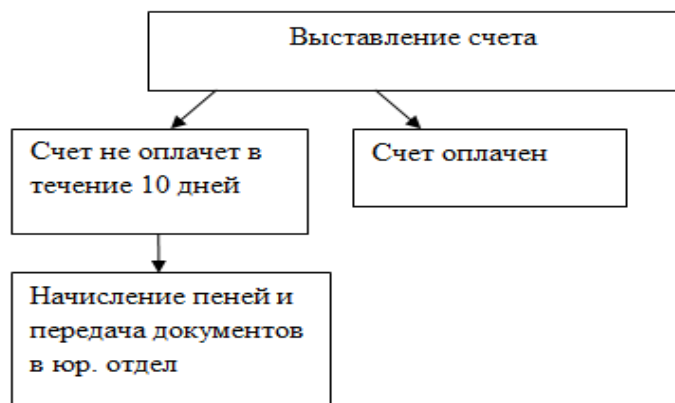 Выставление счета
Счет не оплачет в
течение 10 дней
Счет оплачен
Начисление пеней и
передача документов
в юр. отдел